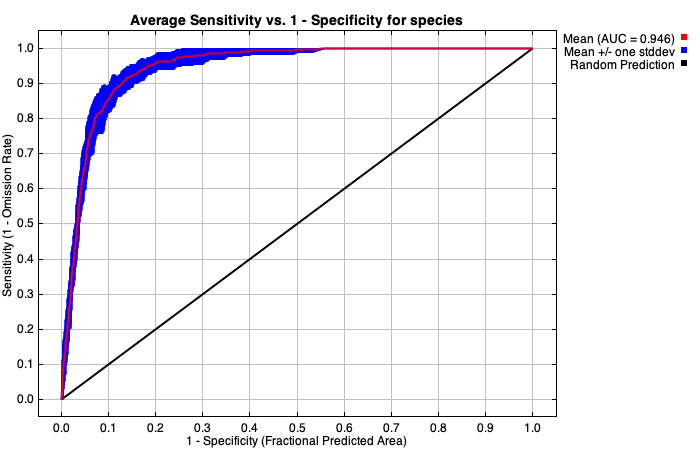 Average Sensitivity vs. 1 - Specificity for species
Mean (AUC = 0.946)
Mean +/- one stddev
Random Prediction
Sensitivity (1 - Omission Rate)
1.0
0.9
0.8
0.7
0.6
0.5
0.4
0.3
0.2
0.1
0.0
0.0 0.1 0.2 0.3 0.4 0.5 0.6 0.7 0.8 0.9 1.0
1 - Specificity (Fractional Predicted Area)